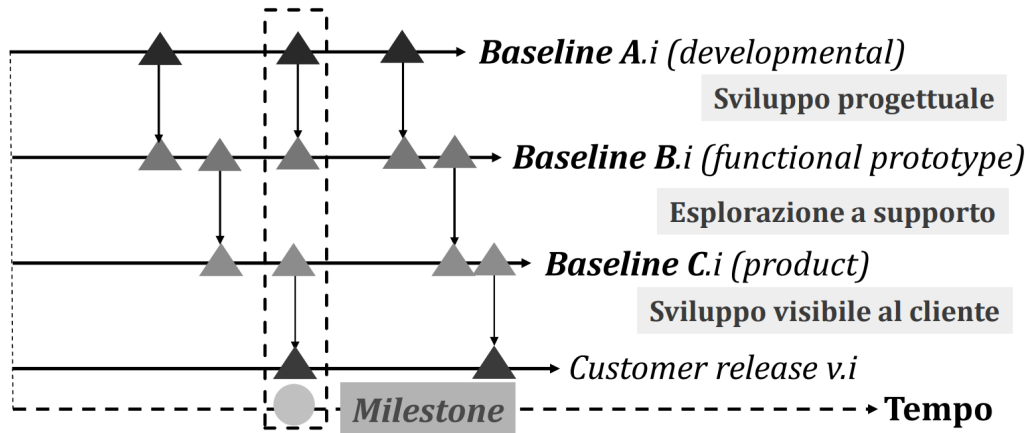 Baseline A.i (developmental)
Sviluppo progettuale
Baseline B.i (functional prototype)
Esplorazione a supporto
Baseline C.i (product)
Sviluppo visibile al cliente
Customer release v.i
Milestone
Tempo